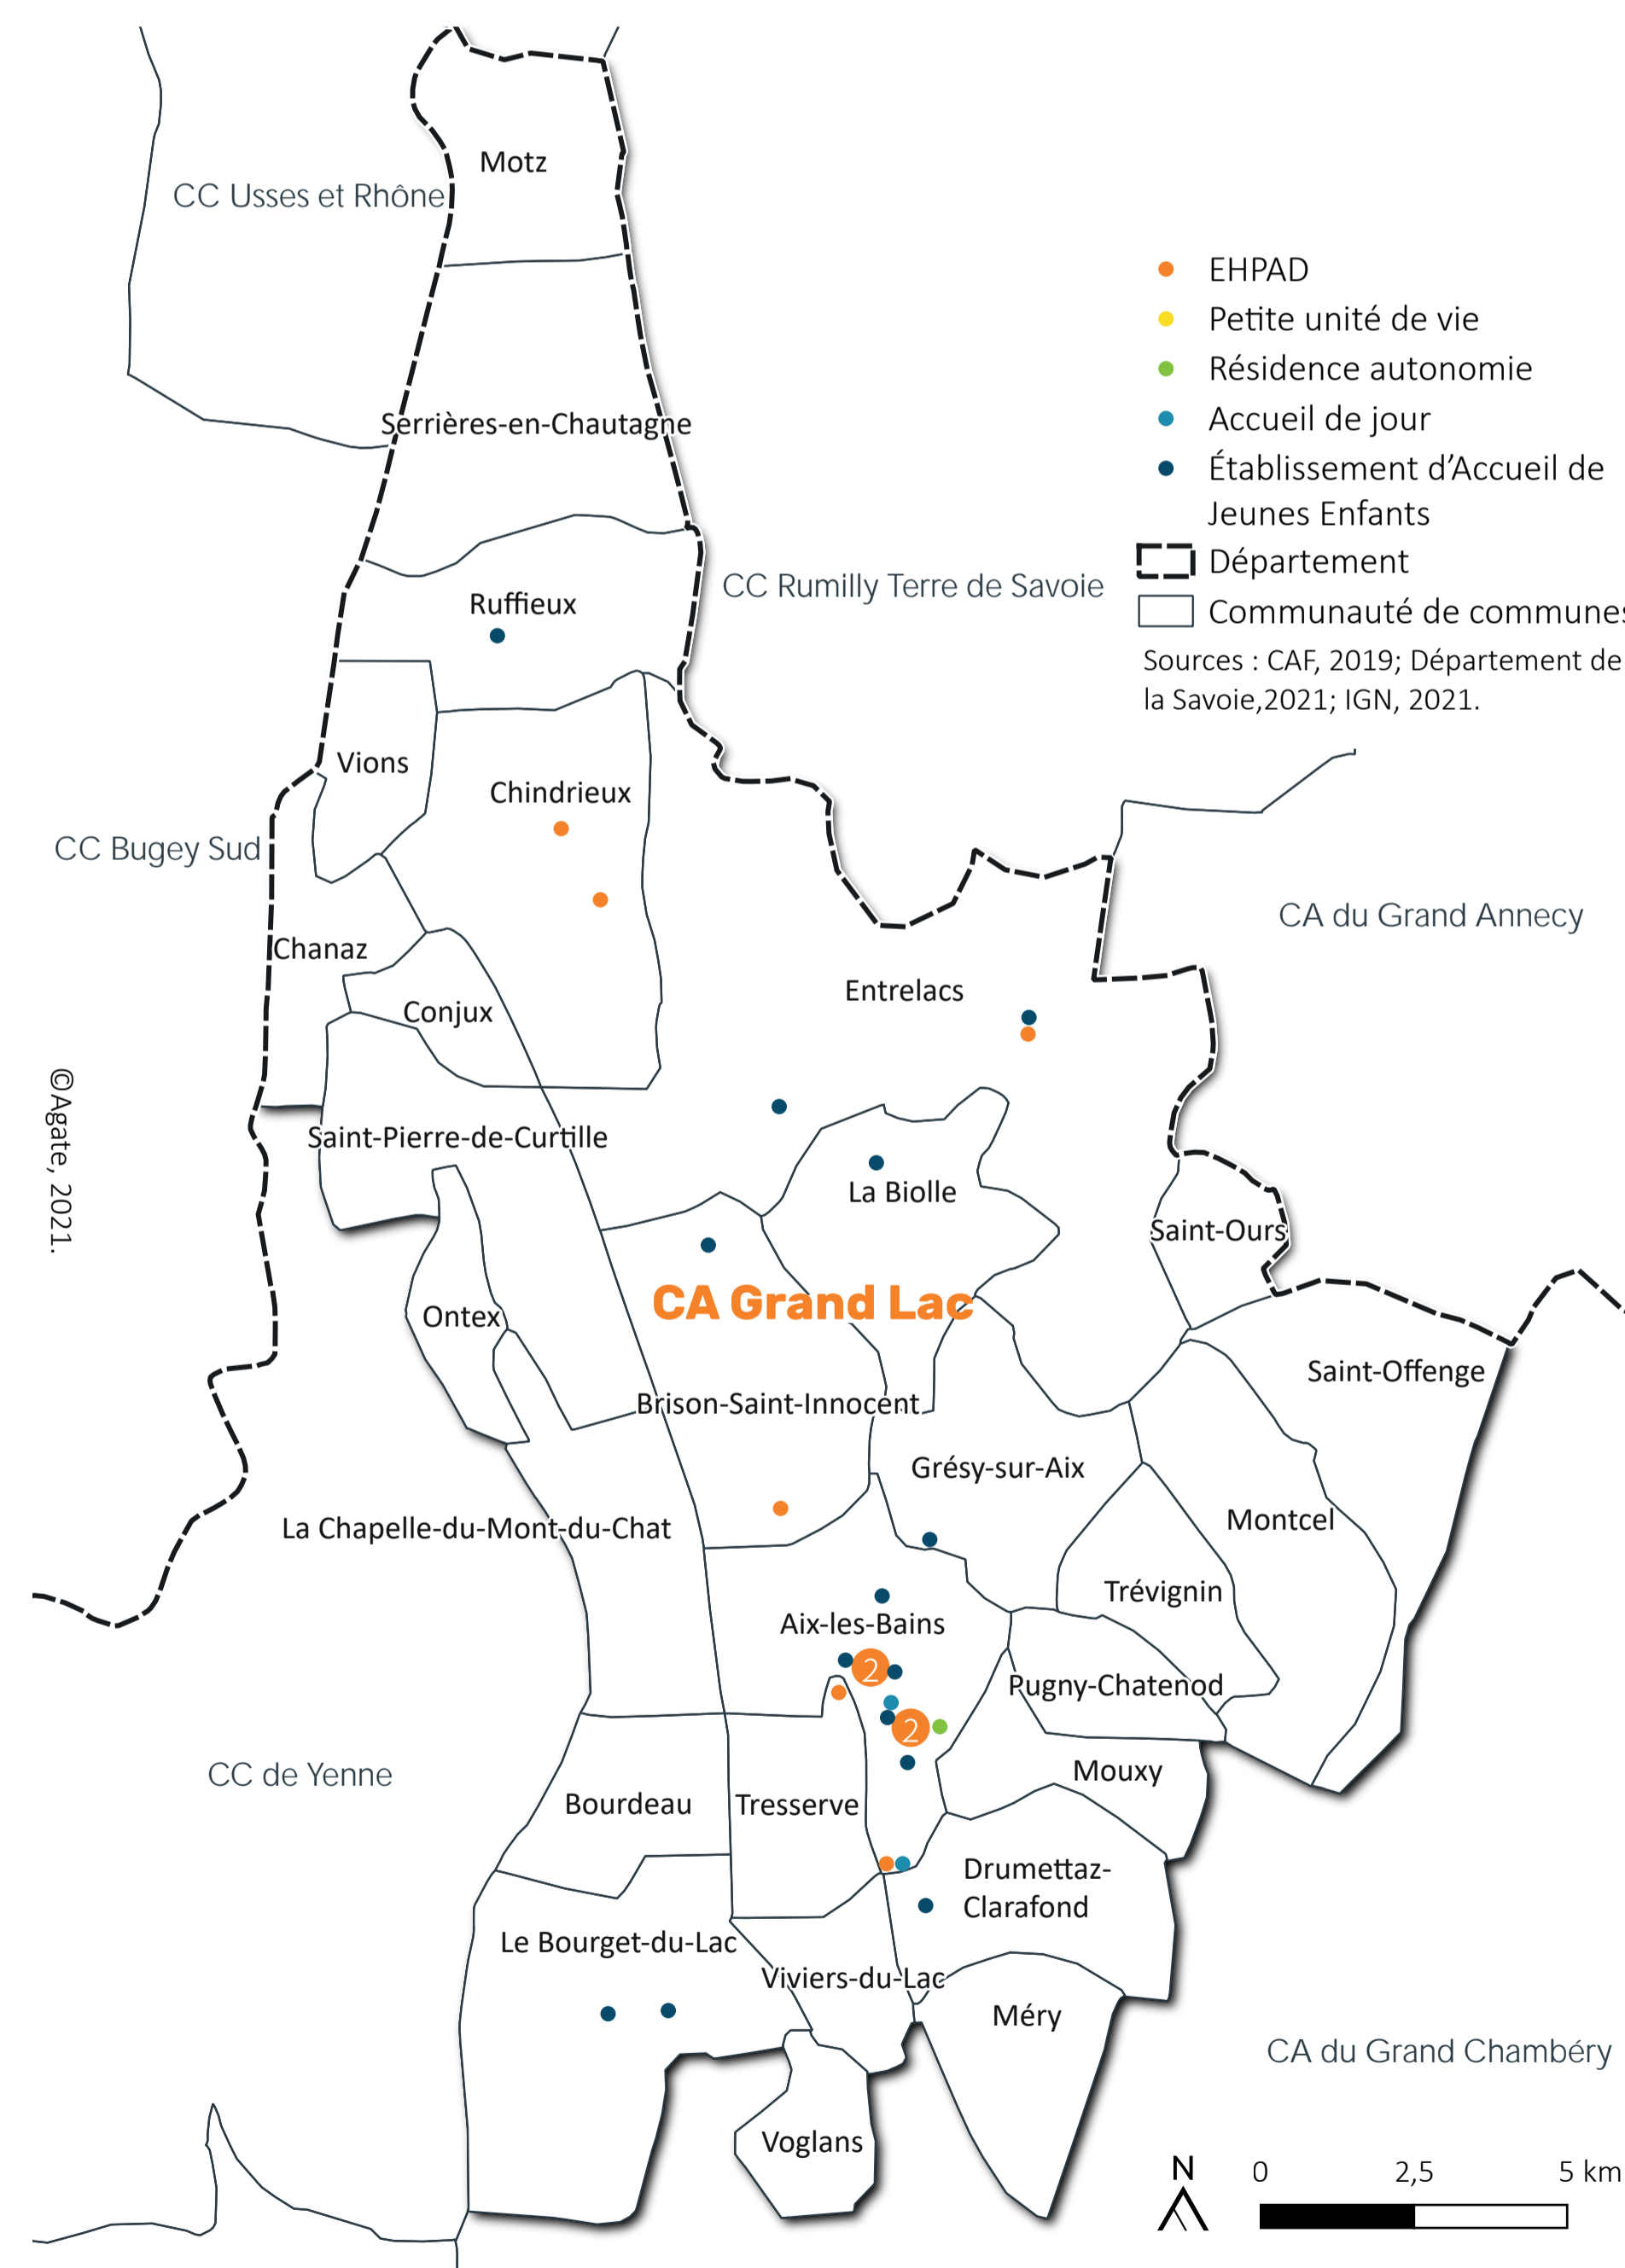 Motz
CC Usses et Rhône
EHPAD
Petite unité de vie
Résidence autonomie
Accueil de jour
Établissement d'Accueil de
Jeunes Enfants
Département
Communauté de communes
Sources : CAF, 2019; Département de
la Savoie,2021; IGN, 2021.
Serrières-en-Chautagne
CC Rumilly Terre de Savoie
Ruffieux
Vions
Chindrieux
CC Bugey Sud
CA du Grand Annecy
Chanaz
Entrelacs
Conjux
©Agate, 2021.
Saint-Pierre-de-Curtille
La Biolle
Saint-Ours
CA Grand Lac
Ontex
Saint-Offenge
Brison-Saint-Innocent
Grésy-sur-Aix
Montcel
La Chapelle-du-Mont-du-Chat
Trévignin
Aix-les-Bains
2
Pugny-Chatenod
2
CC de Yenne
Mouxy
Bourdeau
Tresserve
Drumettaz-
Clarafond
Le Bourget-du-Lac
Viviers-du-Lac
Méry
CA du Grand Chambéry
Voglans
N
0 2,5 5 km